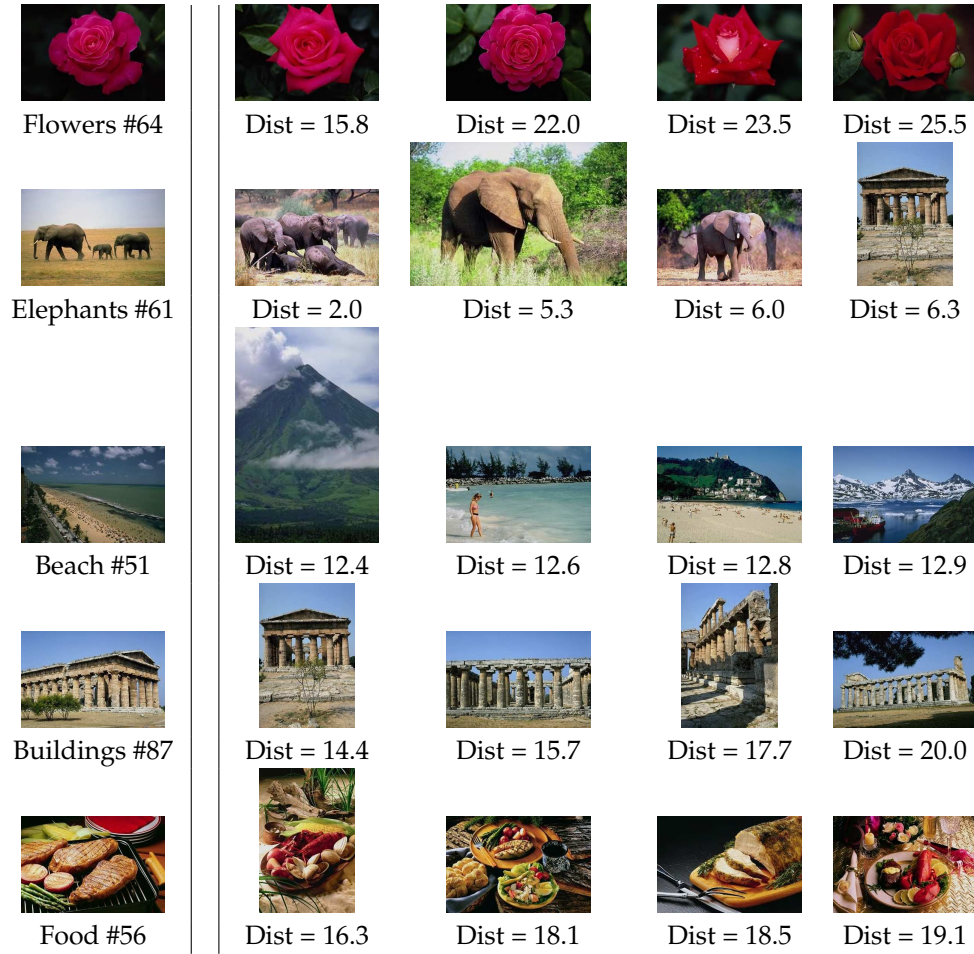 Flowers #64 Dist = 15.8 Dist = 22.0 Dist = 23.5 Dist = 25.5
Elephants #61 Dist = 2.0 Dist = 5.3 Dist = 6.0 Dist = 6.3
Beach #51 Dist = 12.4 Dist = 12.6 Dist = 12.8 Dist = 12.9
Buildings #87 Dist = 14.4 Dist = 15.7 Dist = 17.7 Dist = 20.0
Food #56 Dist = 16.3 Dist = 18.1 Dist = 18.5 Dist = 19.1